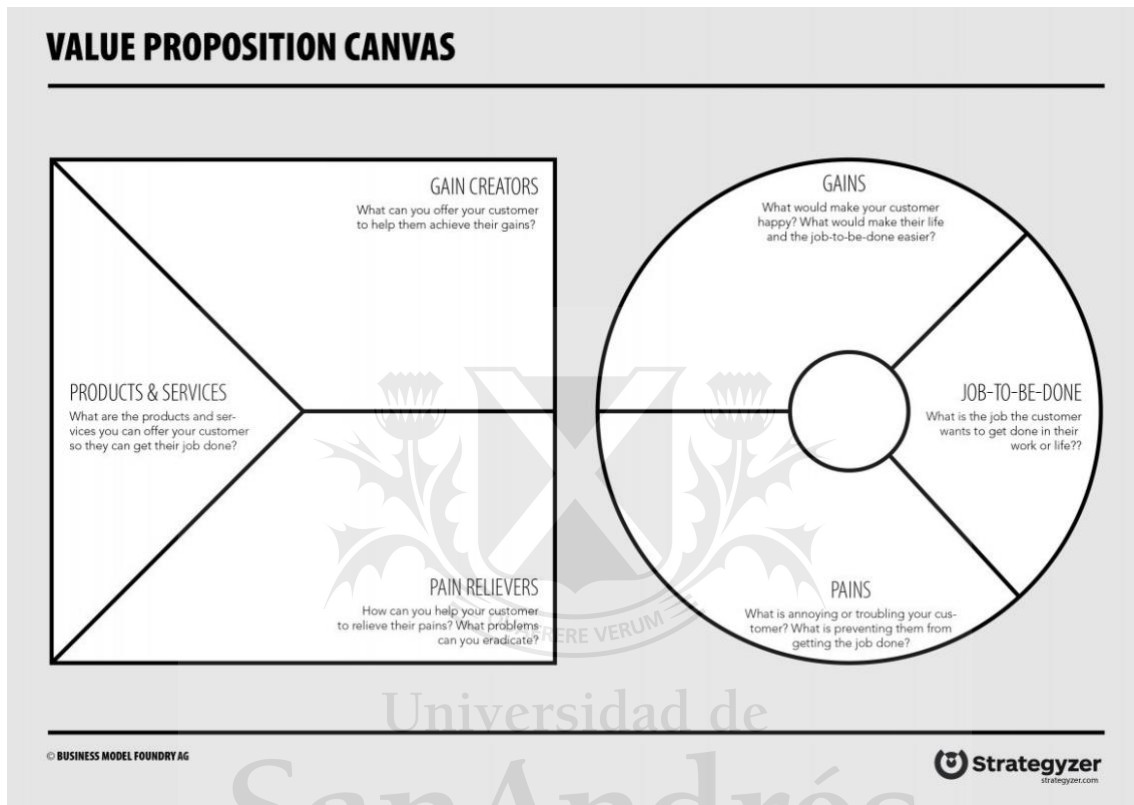 VALUE PROPOSITION CANVAS
GAIN CREATORS
What can you offer your customer
to help them achieve their gains?
PRODUCTS & SERVICES
What are the products and ser-
vices you can offer your customer
so they can get their job done?
PAIN RELIEVERS
How can you help your customer
to relieve their pains? What problems
can you eradicate?
GAINS
What would make your customer
happy? What would make their life
and the job-to-be-done easier?
JOB-TO-BE-DONE
What is the job the customer
wants to get done in their
work or life??
PAINS
What is annoying or troubling your cus-
tomer? What is preventing them from
getting the job done?
RERE VERUM
Universidad de
SanAndrés
© BUSINESS MODEL FOUNDRY AG
Strategyzer
strategyzer.com